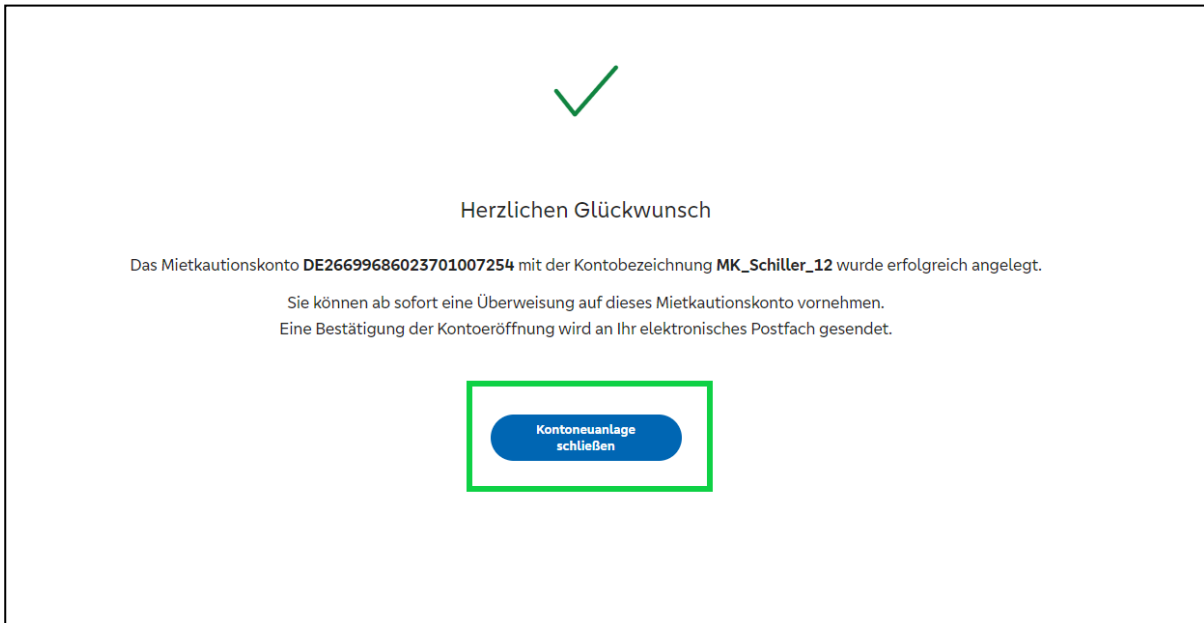 Herzlichen Glückwunsch
Das Mietkautionskonto DE26699686023701007254 mit der Kontobezeichnung MK_Schiller_12 wurde erfolgreich angelegt.
Sie können ab sofort eine Überweisung auf dieses Mietkautionskonto vornehmen.
Eine Bestätigung der Kontoeröffnung wird an Ihr elektronisches Postfach gesendet.
Kontoneuanlage
schließen